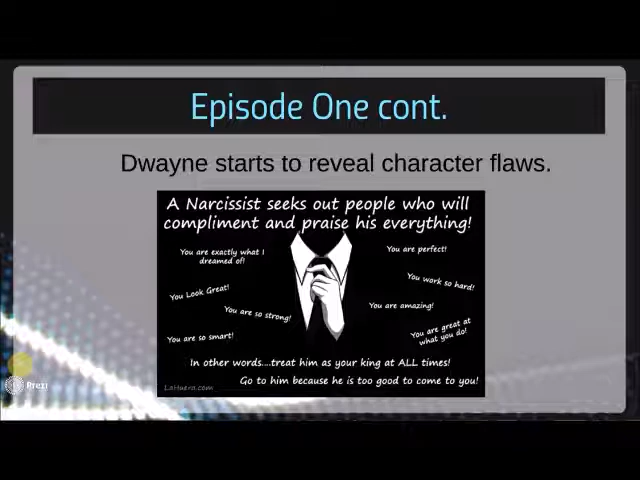 Episode One cont.
Dwayne starts to reveal character flaws.
A Narcissist seeks out people who will
compliment and praise his everything!
You are exactly what I
dreamed of!
You are perfect!
You work so hard!
You Look Great!
You are so strong!
You are amazing!
You are so smart!
You are great at
what you do!
In other words....treat him as your king at ALL times!
Go to him because he is too good to come to you!
LaHuera.com
Prezi